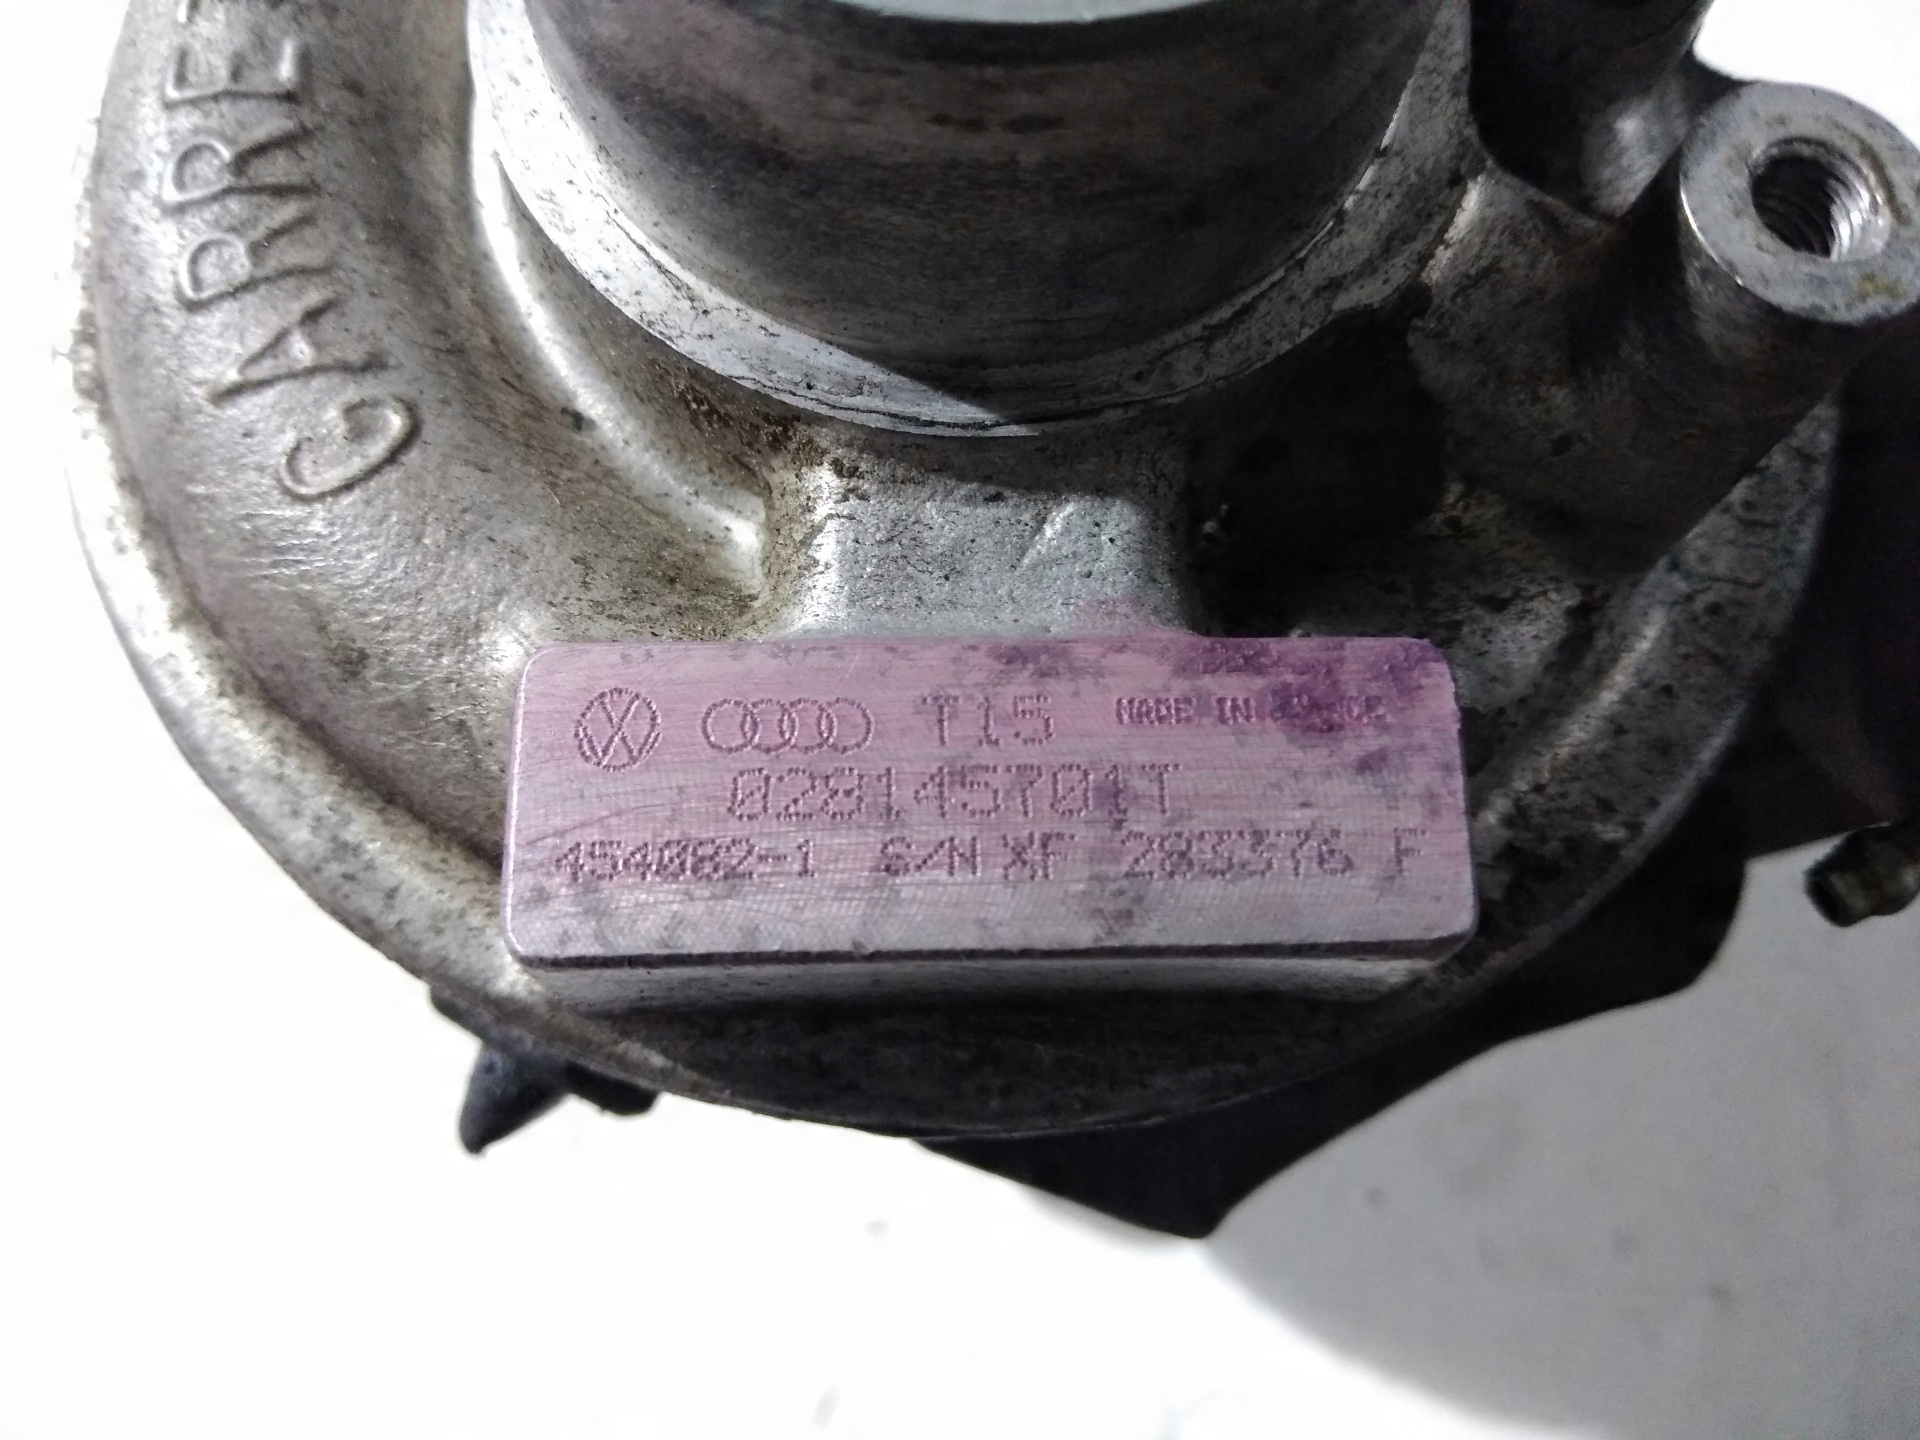 GARRE
T15 MADE IN
028145701T
454082-1 S/N XF 283376 F